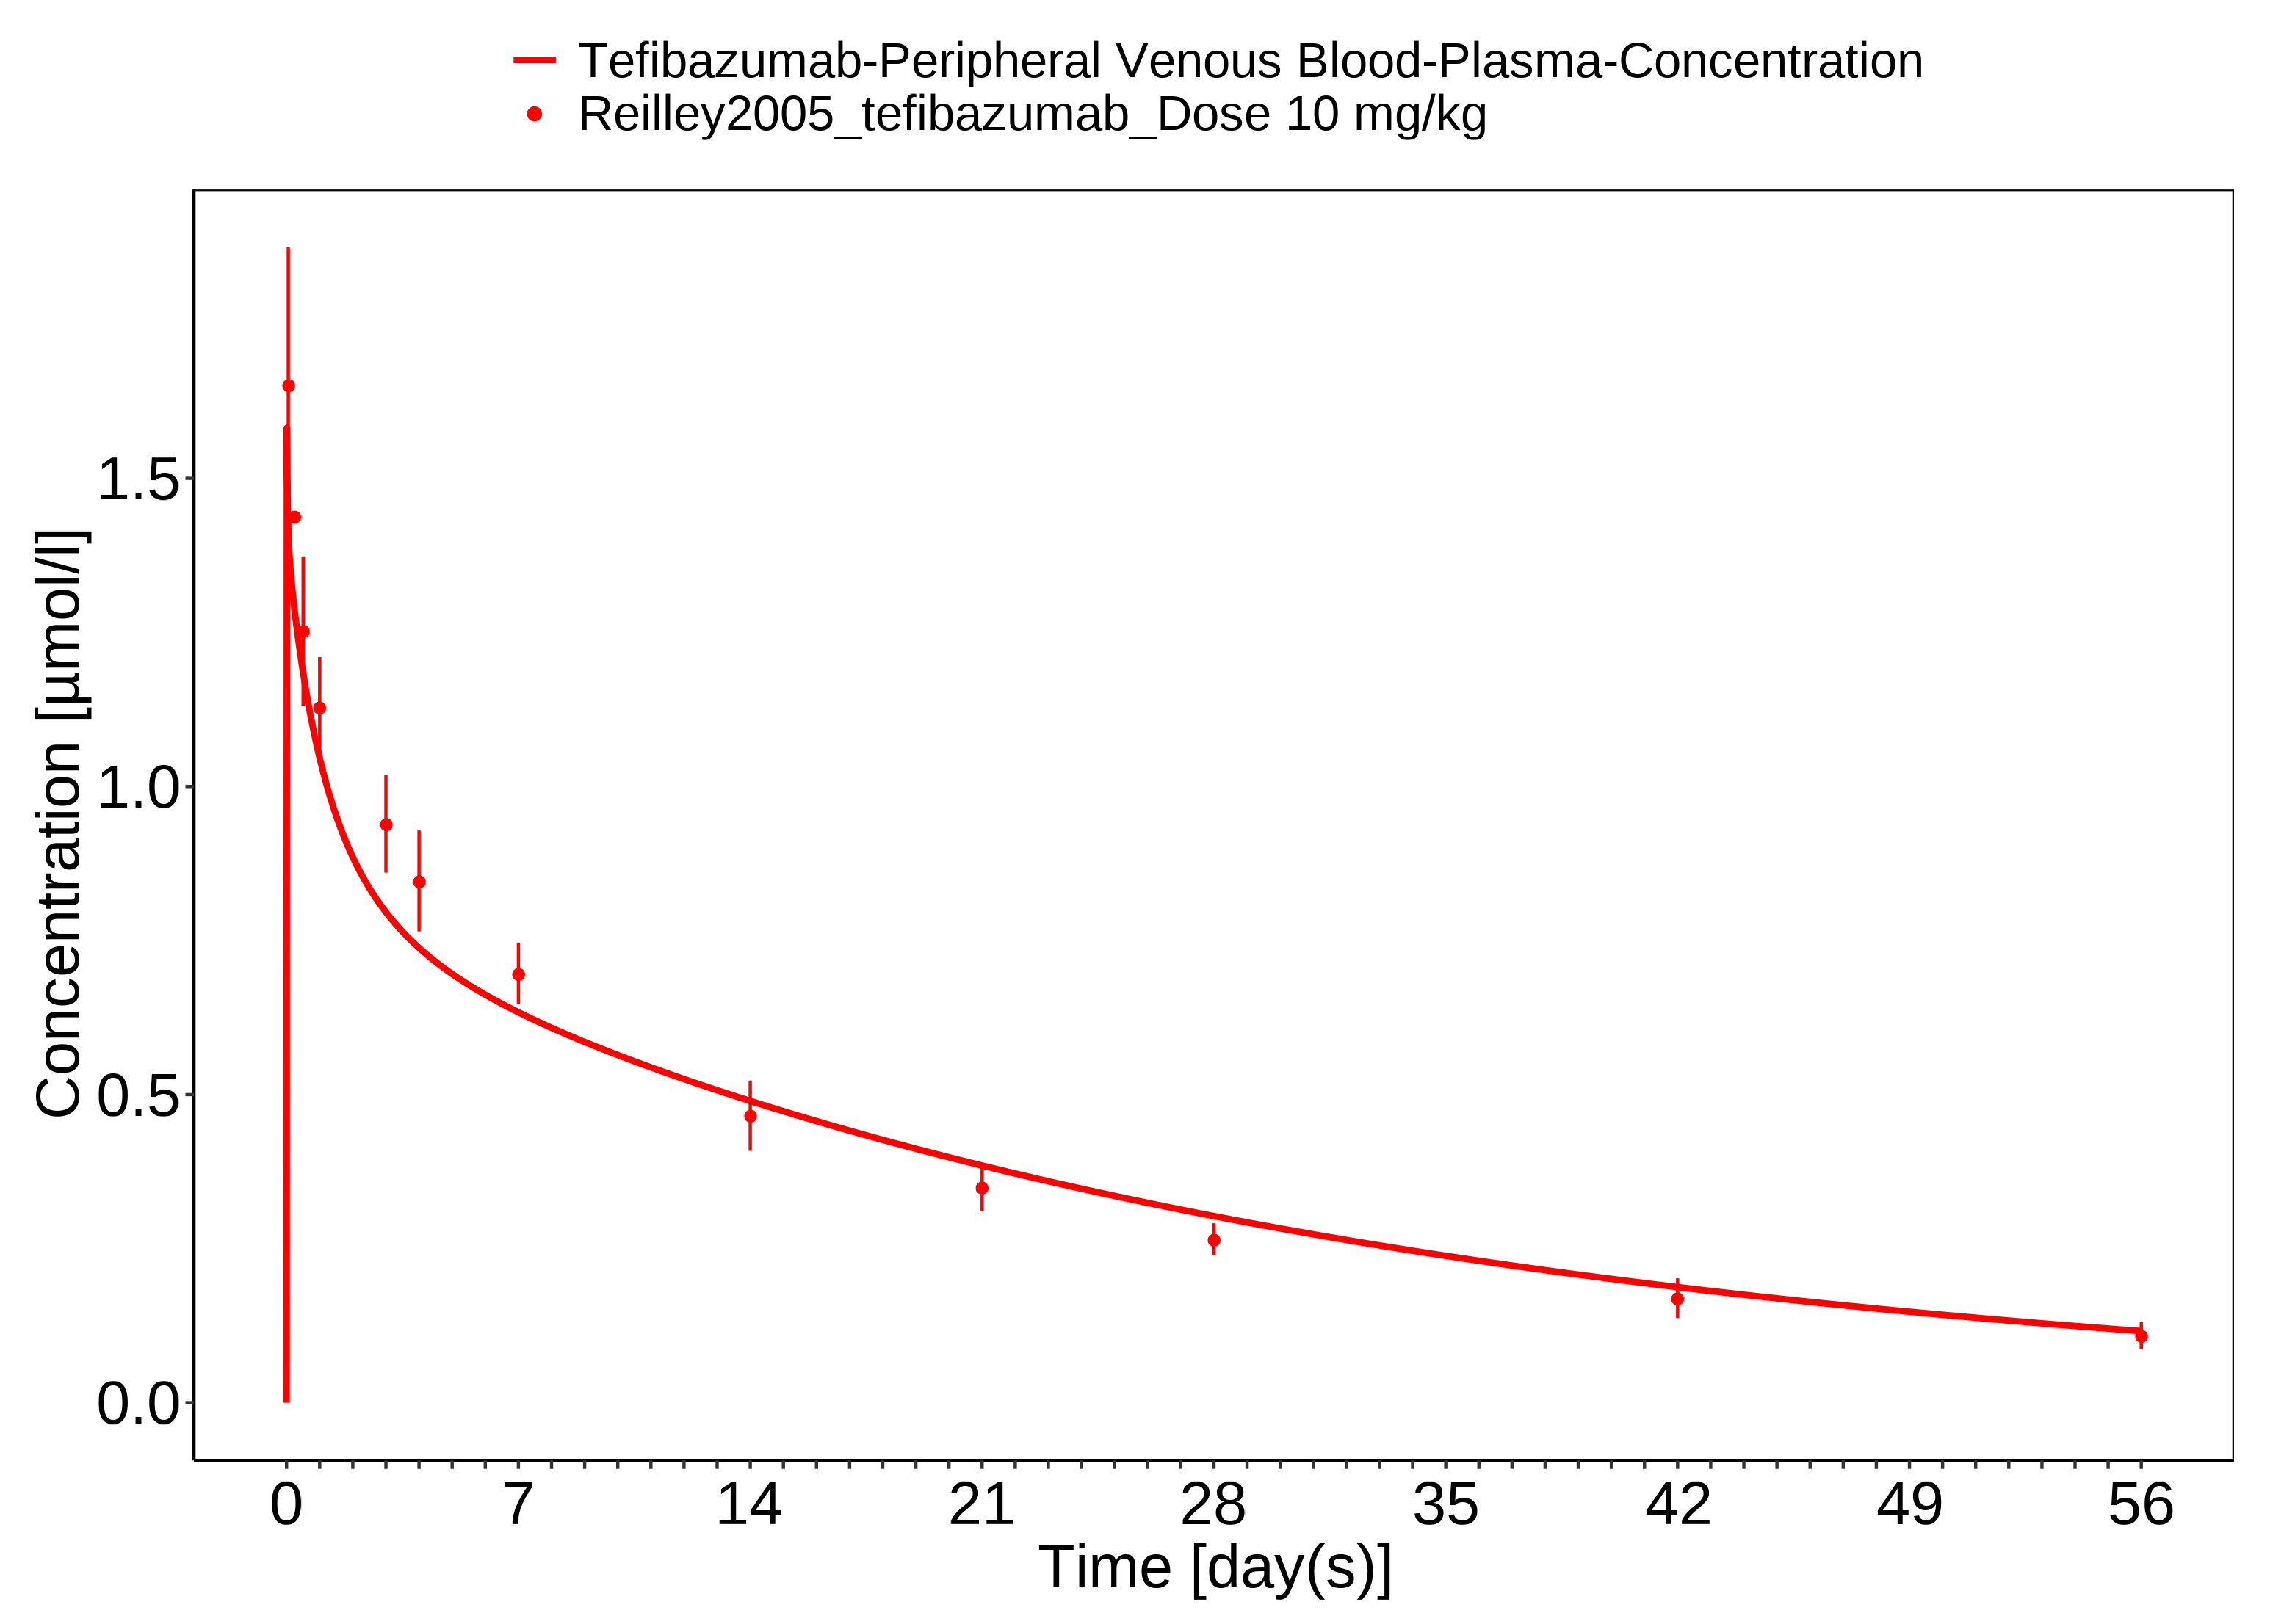 Tefibazumab-Peripheral Venous Blood-Plasma-Concentration
Reilley2005_tefibazumab_Dose 10 mg/kg
Concentration [µmol/l]
1.5
1.0
0.5
0.0
0 7 14 21 28 35 42 49 56
Time [day(s)]